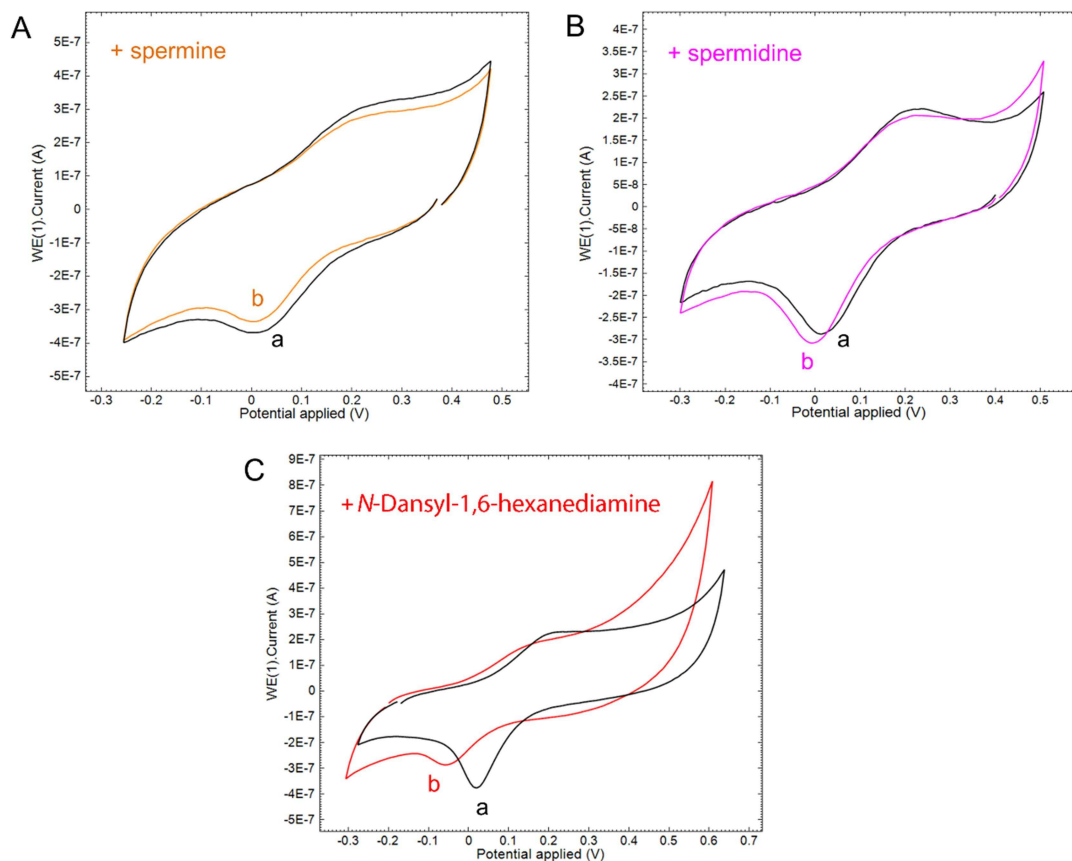 A
+ spermine
5E-7
4E-7
3E-7
2E-7
1E-7
0
-1E-7
-2E-7
-3E-7
-4E-7
-5E-7
WE(1).Current (A)
b
a
-0.3 -0.2 -0.1 0 0.1 0.2 0.3 0.4 0.5
Potential applied (V)
B
+ spermidine
4E-7
3.5E-7
3E-7
2.5E-7
2E-7
1.5E-7
1E-7
5E-8
0
-5E-8
-1E-7
-1.5E-7
-2E-7
-2.5E-7
-3E-7
-3.5E-7
-4E-7
WE(1).Current (A)
a
b
-0.3 -0.2 -0.1 0 0.1 0.2 0.3 0.4 0.5
Potential applied (V)
C
+ N-Dansyl-1,6-hexanediamine
9E-7
8E-7
7E-7
6E-7
5E-7
4E-7
3E-7
2E-7
1E-7
0
-1E-7
-2E-7
-3E-7
-4E-7
-5E-7
WE(1).Current (A)
b
a
-0.3 -0.2 -0.1 0 0.1 0.2 0.3 0.4 0.5 0.6 0.7
Potential applied (V)